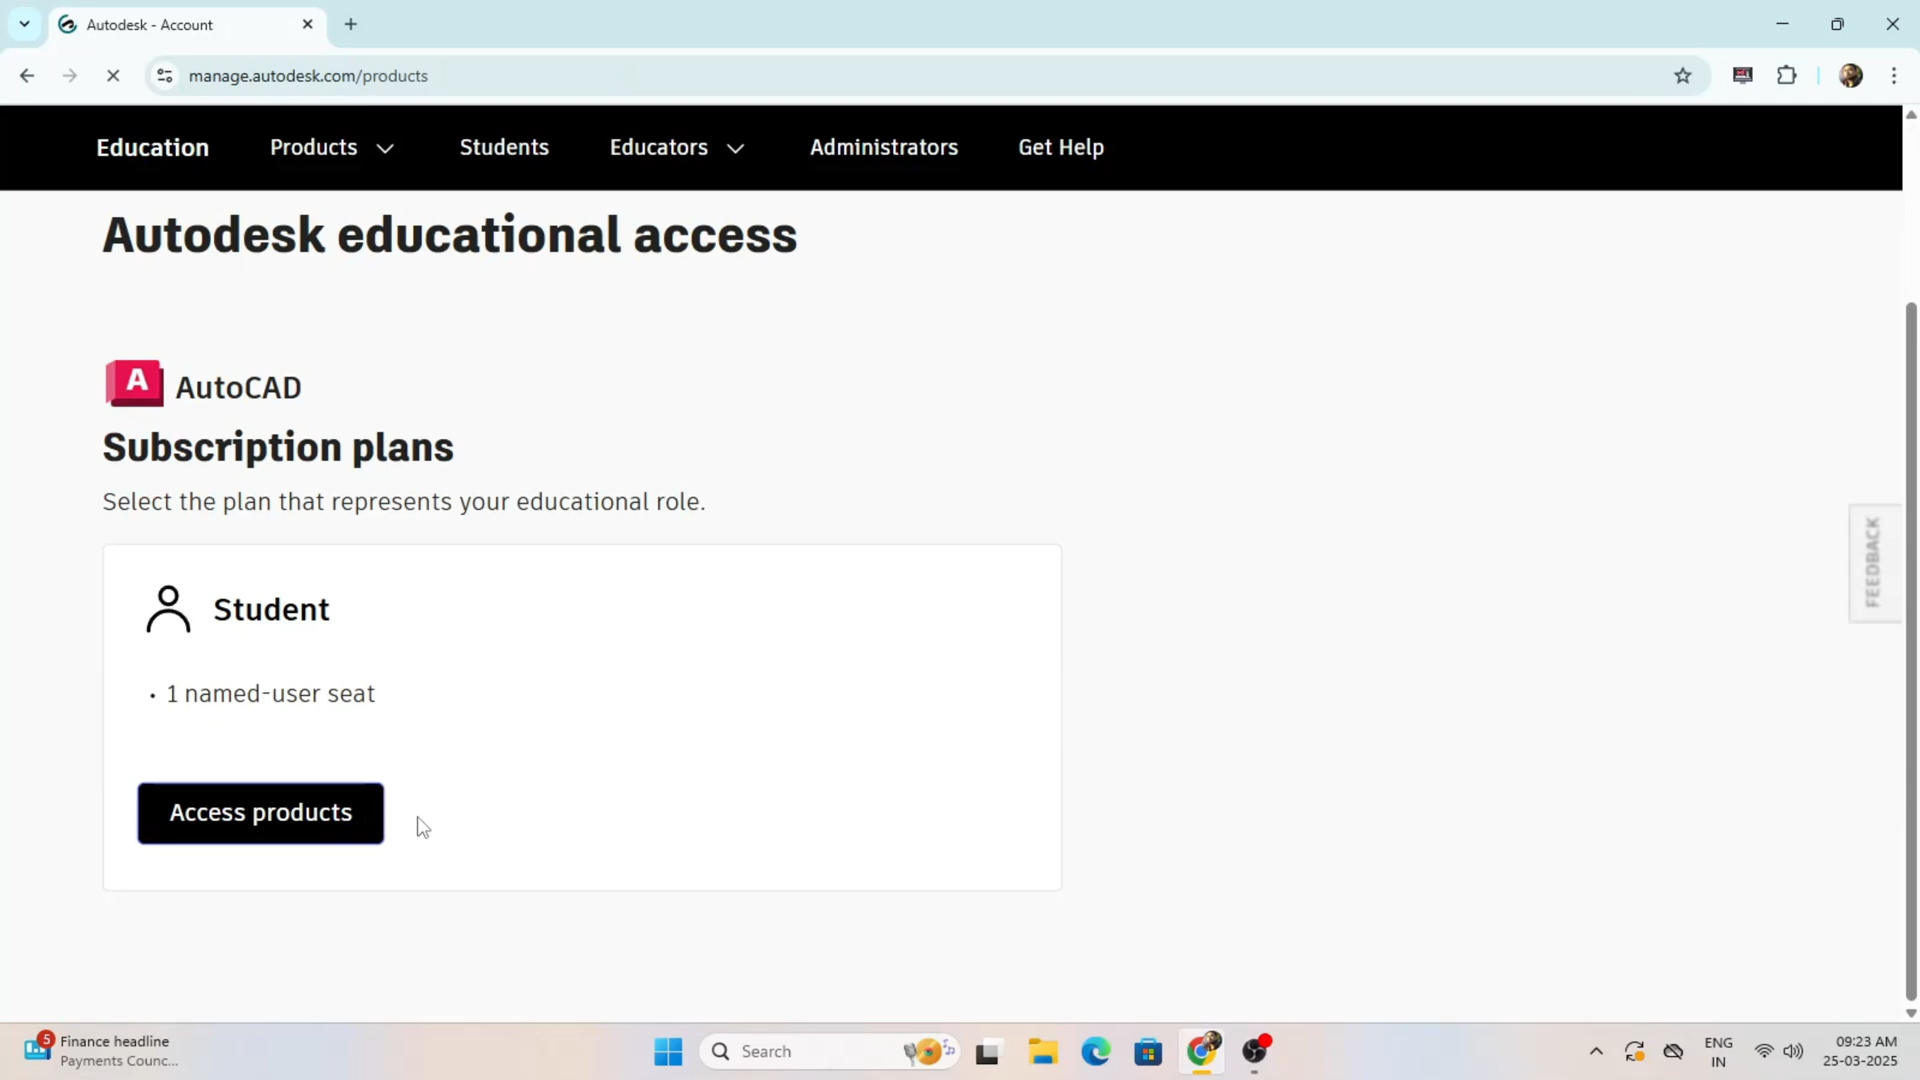 Autodesk - Account
manage.autodesk.com/products
Education
Products
Students
Educators
Administrators
Get Help
Autodesk educational access
A
AutoCAD
Subscription plans
Select the plan that represents your educational role.
Student
• 1 named-user seat
Access products
FEEDBACK
5
Finance headline
Payments Counc...
Search
ENG
IN
09:23 AM
25-03-2025